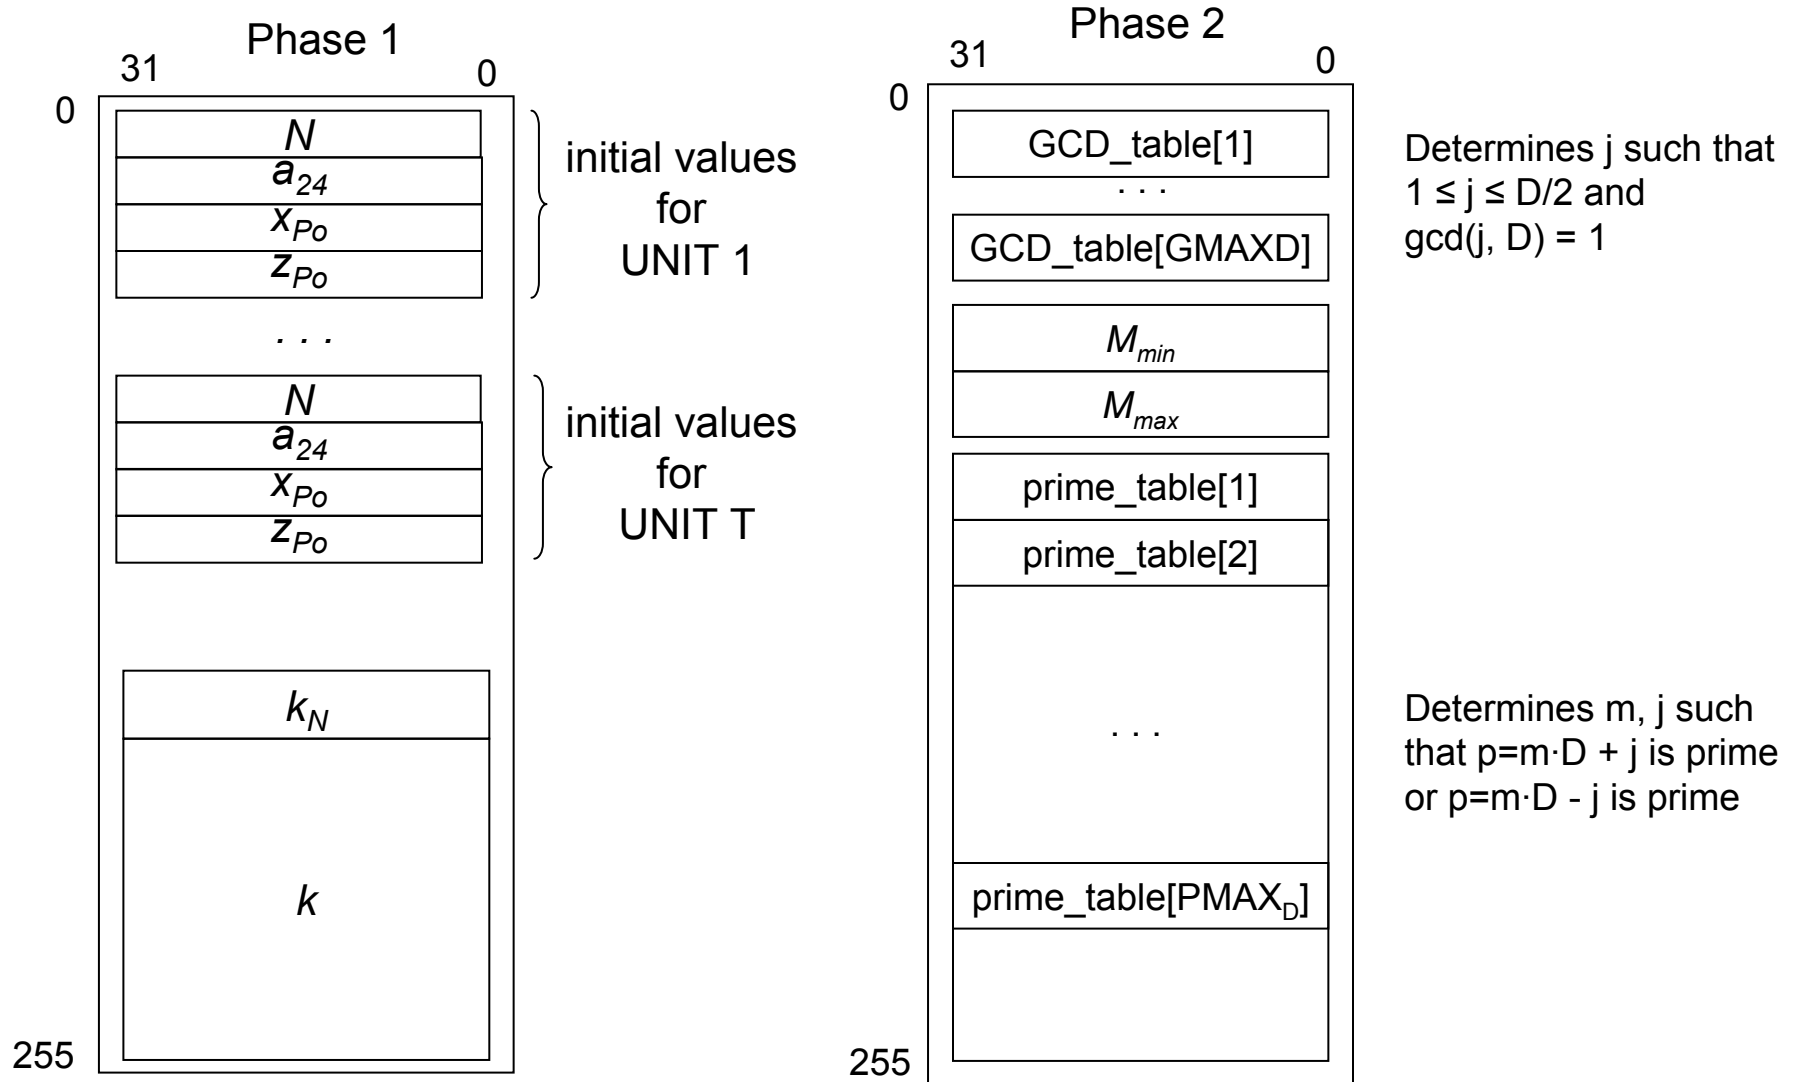 Phase 1
31
0
0
N
a24
xPo
zPo
initial values
for
UNIT 1
. . .
N
a24
xPo
zPo
initial values
for
UNIT T
kN
k
255
Phase 2
31
0
0
GCD_table[1]
. . .
GCD_table[GMAXD]
Mmin
Mmax
prime_table[1]
prime_table[2]
. . .
prime_table[PMAXD]
255
Determines j such that
1 ≤ j ≤ D/2 and
gcd(j, D) = 1
Determines m, j such
that p=m·D + j is prime
or p=m·D - j is prime